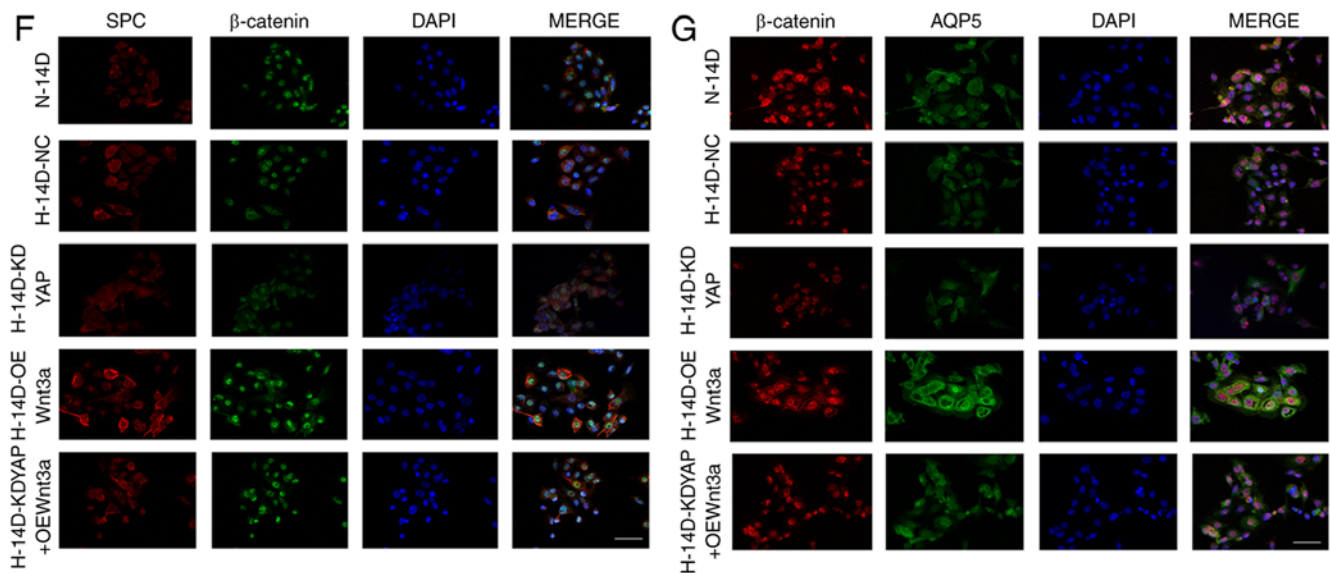 F
SPC β-catenin DAPI MERGE
N-14D
H-14D-NC
H-14D-KD
YAP
H-14D-OE
Wnt3a
H-14D-KDYAP
+OEWnt3a
G
β-catenin AQP5 DAPI MERGE
N-14D
H-14D-NC
H-14D-KD
YAP
H-14D-OE
Wnt3a
H-14D-KDYAP
+OEWnt3a